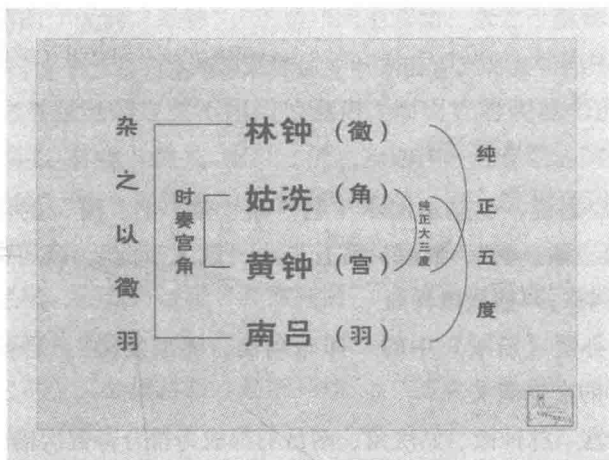 杂之以徵羽
时奏宫角
林钟（徵）
姑洗（角）
黄钟（宫）
南吕（羽）
纯正大三度
纯正五度